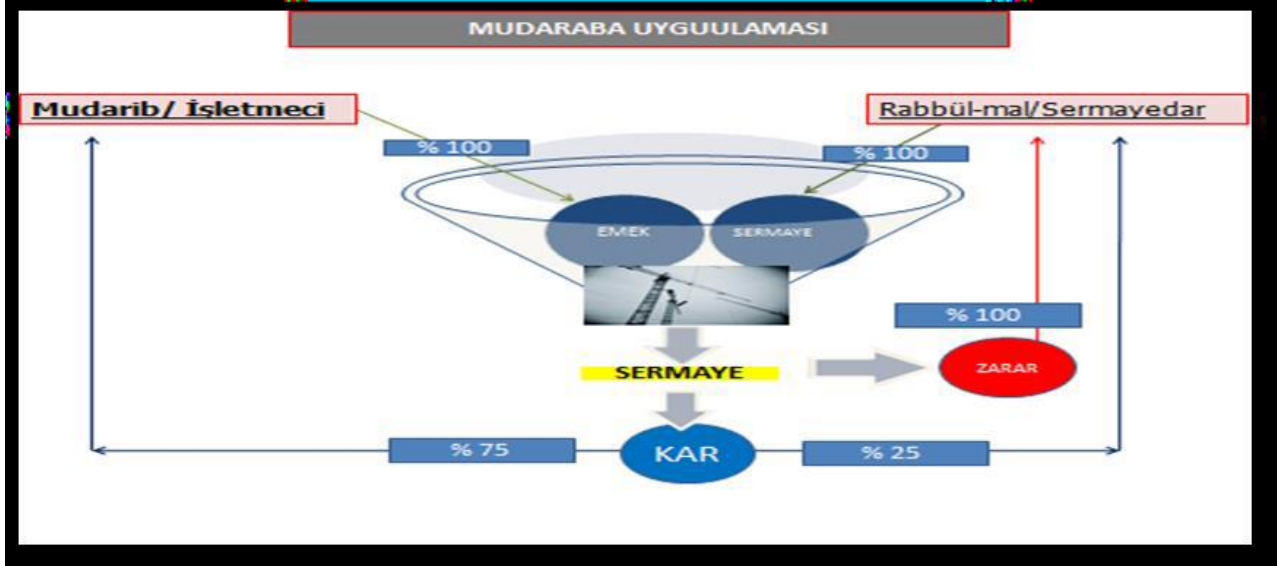 MUDARABA UYGUULAMASI
Mudarib/ İşletmeci
Rabbül-mal/Sermayedar
% 100
% 100
EMEK
SERMAYE
% 100
SERMAYE
ZARAR
% 75
KAR
% 25